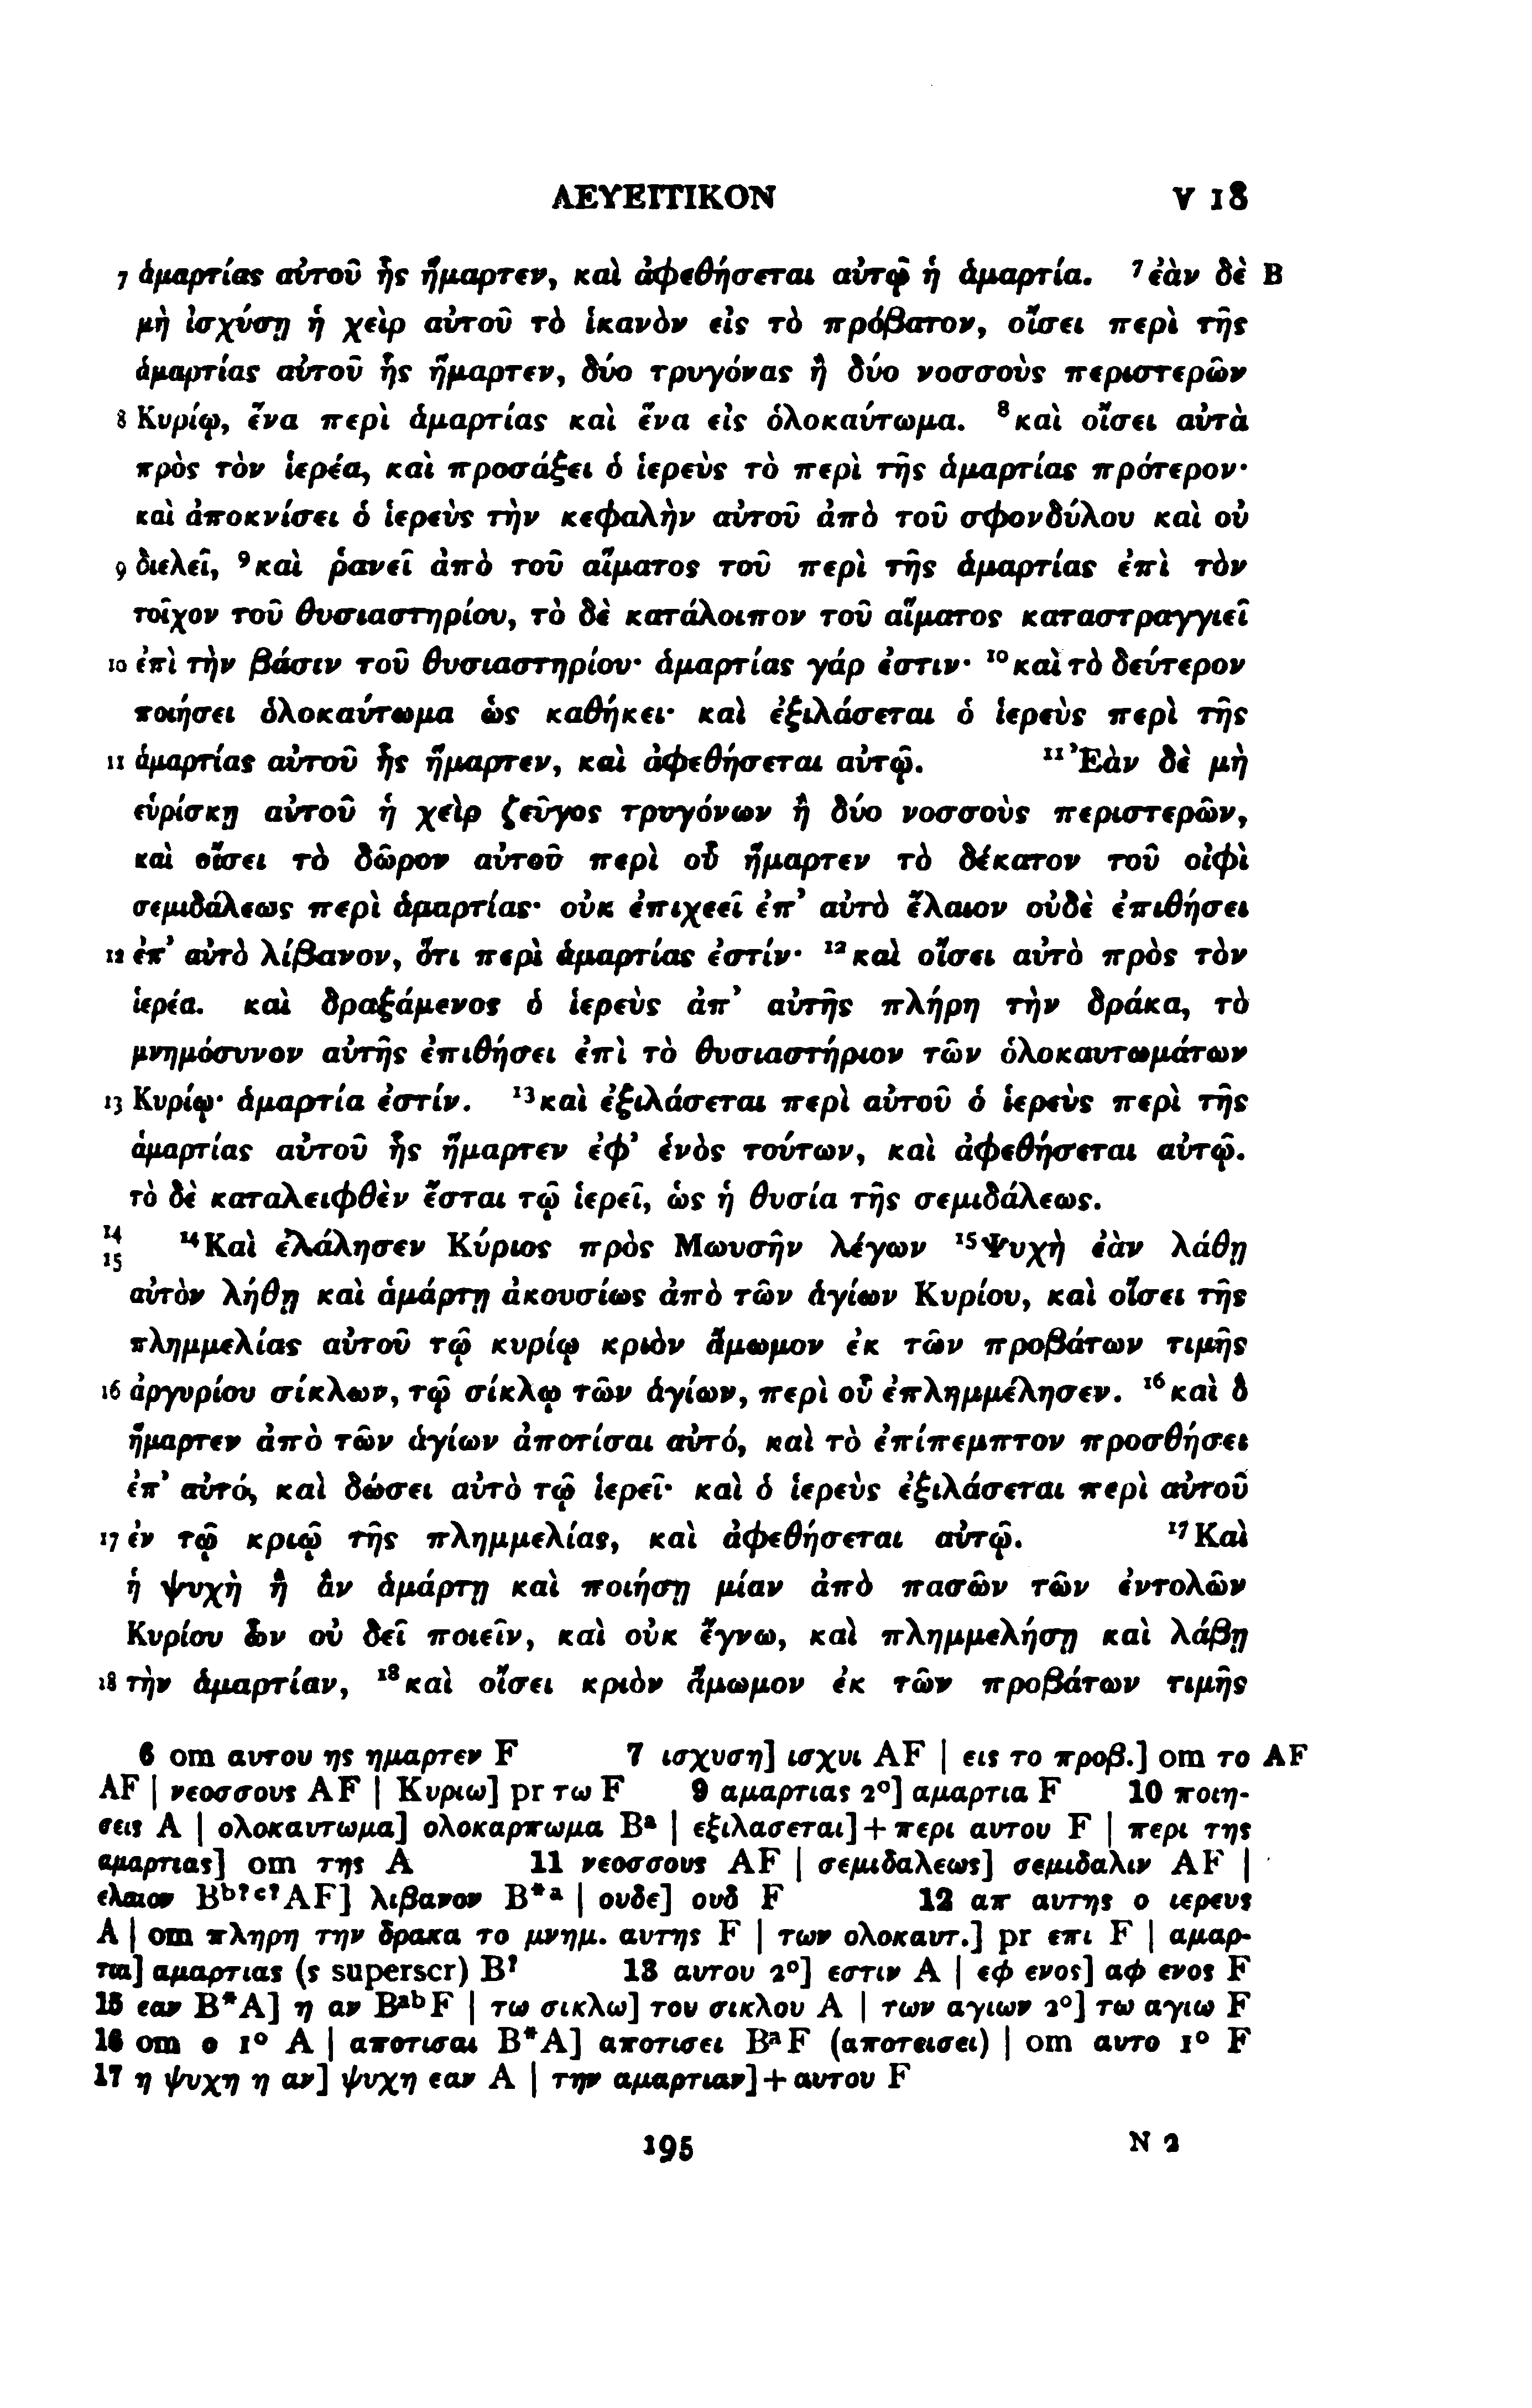 ΛΕΥΕΙΤΙΚΟΝ V 18
7 ἁμαρτίας αὐτοῦ ἧς ἥμαρτεν, καὶ ἀφεθήσεται αὐτῷ ἡ ἁμαρτία. ⁷ἐὰν δὲ B
μὴ ἰσχύσῃ ἡ χεὶρ αὐτοῦ τὸ ἱκανὸν εἰς τὸ πρόβατον, οἴσει περὶ τῆς
ἁμαρτίας αὐτοῦ ἧς ἥμαρτεν, δύο τρυγόνας ἢ δύο νοσσοὺς περιστερῶν
8 Κυρίῳ, ἕνα περὶ ἁμαρτίας καὶ ἕνα εἰς ὁλοκαύτωμα. ⁸καὶ οἴσει αὐτὰ
πρὸς τὸν ἱερέα, καὶ προσάξει ὁ ἱερεὺς τὸ περὶ τῆς ἁμαρτίας πρότερον·
καὶ ἀποκνίσει ὁ ἱερεὺς τὴν κεφαλὴν αὐτοῦ ἀπὸ τοῦ σφονδύλου καὶ οὐ
9 διελεῖ, ⁹καὶ ῥανεῖ ἀπὸ τοῦ αἵματος τοῦ περὶ τῆς ἁμαρτίας ἐπὶ τὸν
τοῖχον τοῦ θυσιαστηρίου, τὸ δὲ κατάλοιπον τοῦ αἵματος καταστραγγιεῖ
10 ἐπὶ τὴν βάσιν τοῦ θυσιαστηρίου· ἁμαρτίας γάρ ἐστιν· ¹⁰καὶ τὸ δεύτερον
ποιήσει ὁλοκαύτωμα ὡς καθήκει· καὶ ἐξιλάσεται ὁ ἱερεὺς περὶ τῆς
11 ἁμαρτίας αὐτοῦ ἧς ἥμαρτεν, καὶ ἀφεθήσεται αὐτῷ. ¹¹Ἐὰν δὲ μὴ
εὑρίσκῃ αὐτοῦ ἡ χεὶρ ζεῦγος τρυγόνων ἢ δύο νοσσοὺς περιστερῶν,
καὶ οἴσει τὸ δῶρον αὐτοῦ περὶ οὗ ἥμαρτεν τὸ δέκατον τοῦ οἰφὶ
σεμιδάλεως περὶ ἁμαρτίας· οὐκ ἐπιχεεῖ ἐπ᾽ αὐτὸ ἔλαιον οὐδὲ ἐπιθήσει
12 ἐπ᾽ αὐτὸ λίβανον, ὅτι περὶ ἁμαρτίας ἐστίν· ¹²καὶ οἴσει αὐτὸ πρὸς τὸν
ἱερέα. καὶ δραξάμενος ὁ ἱερεὺς ἀπ᾽ αὐτῆς πλήρη τὴν δράκα, τὸ
μνημόσυνον αὐτῆς ἐπιθήσει ἐπὶ τὸ θυσιαστήριον τῶν ὁλοκαυτωμάτων
13 Κυρίῳ· ἁμαρτία ἐστίν. ¹³καὶ ἐξιλάσεται περὶ αὐτοῦ ὁ ἱερεὺς περὶ τῆς
ἁμαρτίας αὐτοῦ ἧς ἥμαρτεν ἐφ᾽ ἑνὸς τούτων, καὶ ἀφεθήσεται αὐτῷ.
τὸ δὲ καταλειφθὲν ἔσται τῷ ἱερεῖ, ὡς ἡ θυσία τῆς σεμιδάλεως.
14 ¹⁴Καὶ ἐλάλησεν Κύριος πρὸς Μωυσῆν λέγων ¹⁵Ψυχὴ ἐὰν λάθῃ
15 αὐτὸν λήθῃ καὶ ἁμάρτῃ ἀκουσίως ἀπὸ τῶν ἁγίων Κυρίου, καὶ οἴσει τῆς
πλημμελίας αὐτοῦ τῷ κυρίῳ κριὸν ἄμωμον ἐκ τῶν προβάτων τιμῆς
16 ἀργυρίου σίκλων, τῷ σίκλῳ τῶν ἁγίων, περὶ οὗ ἐπλημμέλησεν. ¹⁶καὶ ὃ
ἥμαρτεν ἀπὸ τῶν ἁγίων ἀποτίσαι αὐτό, καὶ τὸ ἐπίπεμπτον προσθήσει
ἐπ᾽ αὐτό, καὶ δώσει αὐτὸ τῷ ἱερεῖ· καὶ ὁ ἱερεὺς ἐξιλάσεται περὶ αὐτοῦ
17 ἐν τῷ κριῷ τῆς πλημμελίας, καὶ ἀφεθήσεται αὐτῷ. ¹⁷Καὶ
ἡ ψυχὴ ἣ ἂν ἁμάρτῃ καὶ ποιήσῃ μίαν ἀπὸ πασῶν τῶν ἐντολῶν
Κυρίου ὧν οὐ δεῖ ποιεῖν, καὶ οὐκ ἔγνω, καὶ πλημμελήσῃ καὶ λάβῃ
18 τὴν ἁμαρτίαν, ¹⁸καὶ οἴσει κριὸν ἄμωμον ἐκ τῶν προβάτων τιμῆς
6 om αυτου ης ημαρτεν F 7 ισχυση] ισχυι AF | εις το προβ.] om το AF
AF | νεοσσους AF | Κυριω] pr τω F 9 αμαρτιας 2°] αμαρτια F 10 ποιη-
σεις A | ολοκαυτωμα] ολοκαρπωμα Bᵃ | εξιλασεται]+περι αυτου F | περι της
αμαρτιας] om της A 11 νεοσσους AF | σεμιδαλεως] σεμιδαλιν AF |
ελαιον Bᵇ?ᶜ?AF] λιβανον B*ᵃ | ουδε] ουδ F 12 απ αυτης ο ιερευς
A | om πληρη την δρακα το μνημ. αυτης F | των ολοκαυτ.] pr επι F | αμαρ-
τια] αμαρτιας (ς superscr) B? 13 αυτου 2°] εστιν A | εφ ενος] αφ ενος F
15 εαν B*A] η αν BᵃᵇF | τω σικλω] του σικλου A | των αγιων 2°] τω αγιω F
16 om ο 1° A | αποτισαι B*A] αποτισει BᵃF (αποτεισει) | om αυτο 1° F
17 η ψυχη η αν] ψυχη εαν A | την αμαρτιαν]+αυτου F
195 N 2